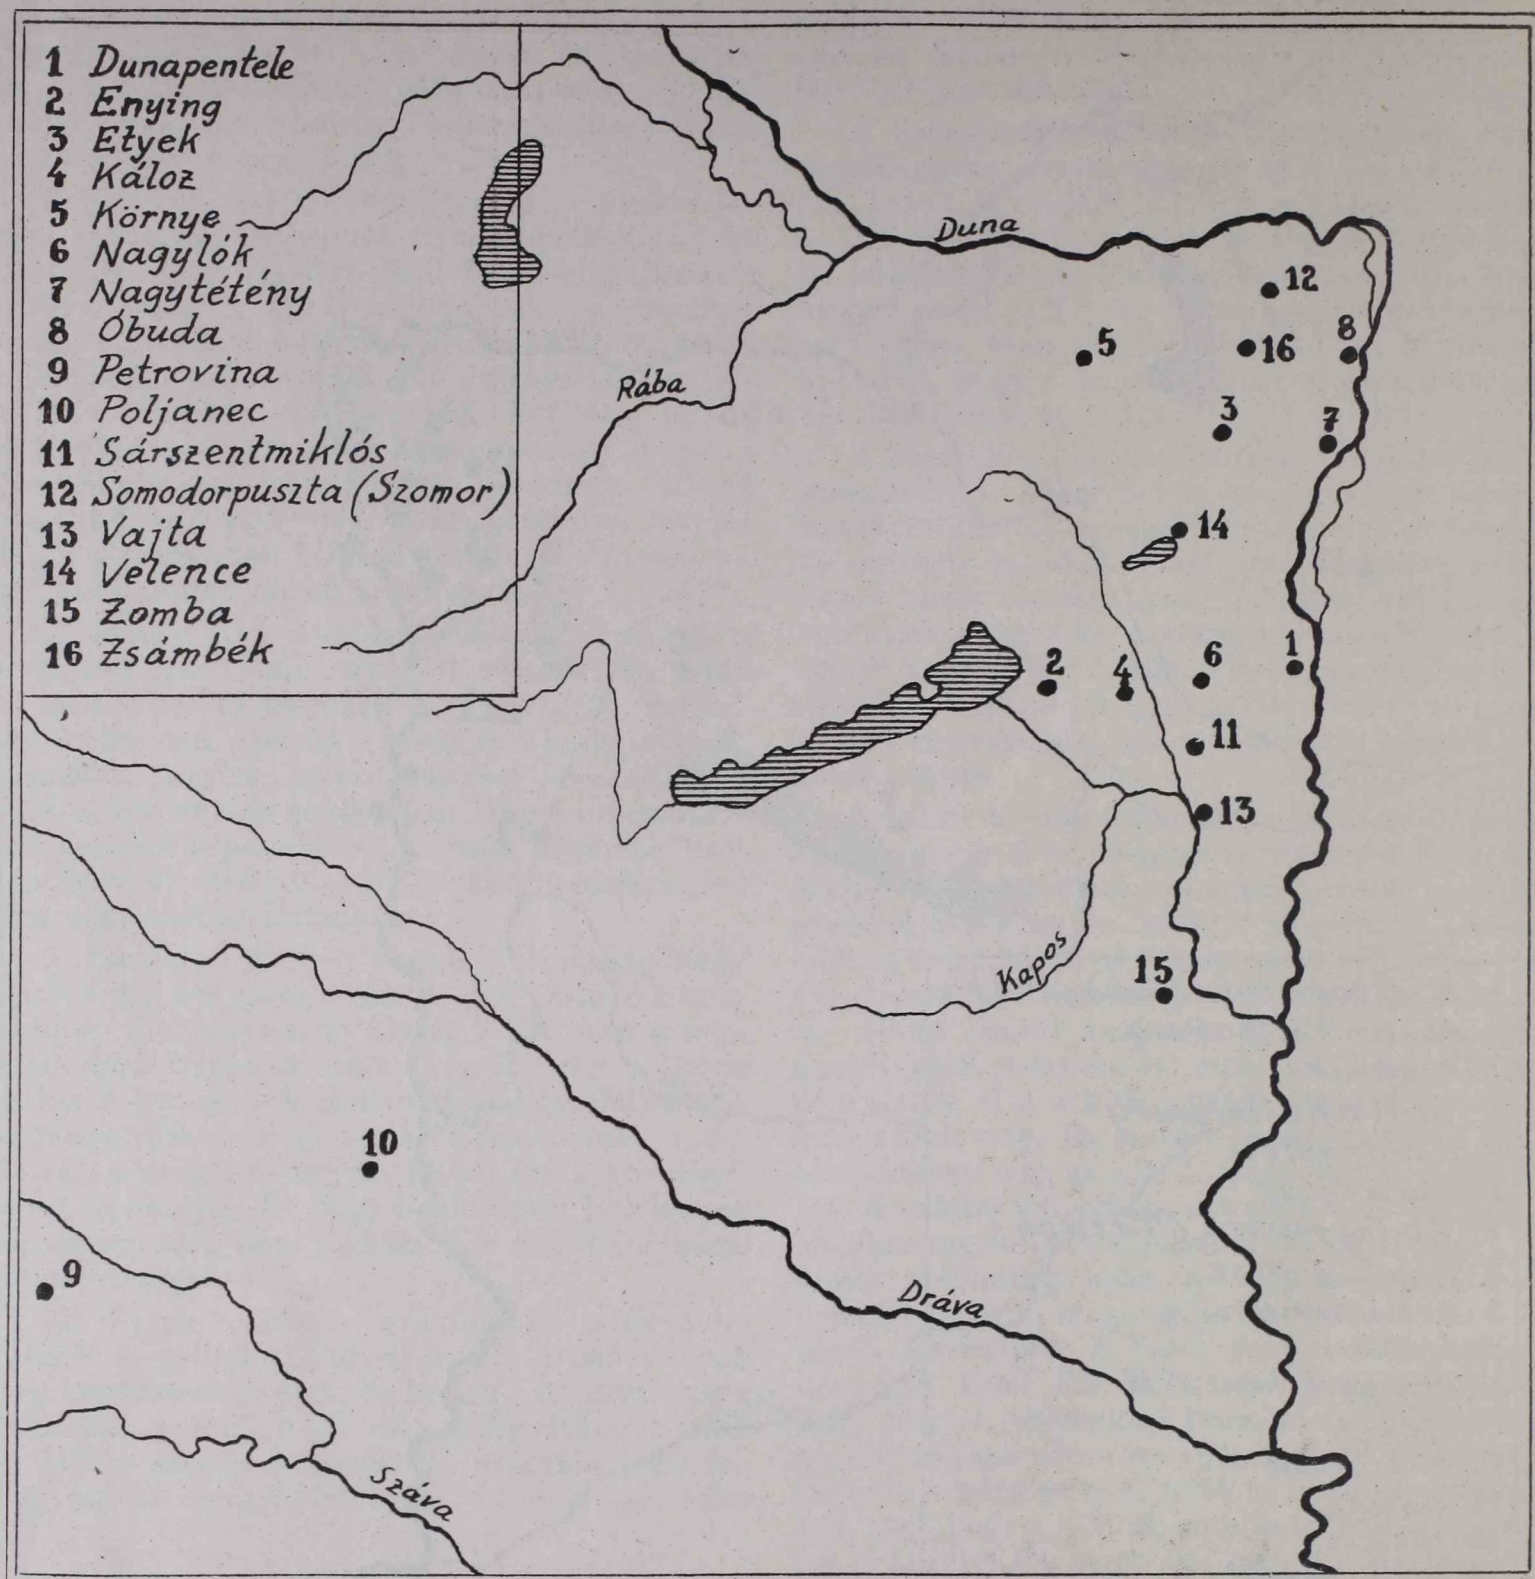 1 Dunapentele
2 Enying
3 Etyek
4 Káloz
5 Környe
6 Nagylók
7 Nagytétény
8 Óbuda
9 Petrovina
10 Poljanec
11 Sárszentmiklós
12 Somodorpuszta (Szomor)
13 Vajta
14 Velence
15 Zomba
16 Zsámbék
Duna
12
8
5
16
Rába
3
7
14
1
2
4
6
11
13
Kapos
15
10
9
Dráva
Száva